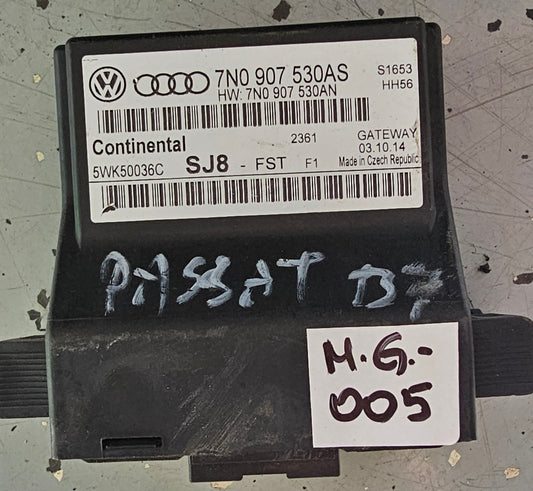 7N0 907 530AS
S1653
HW: 7N0 907 530AN
HH56
Continental
2361
GATEWAY
03.10.14
5WK50036C
SJ8 - FST F1
Made in Czech Republic
PASSAT B7
M.G.-
005